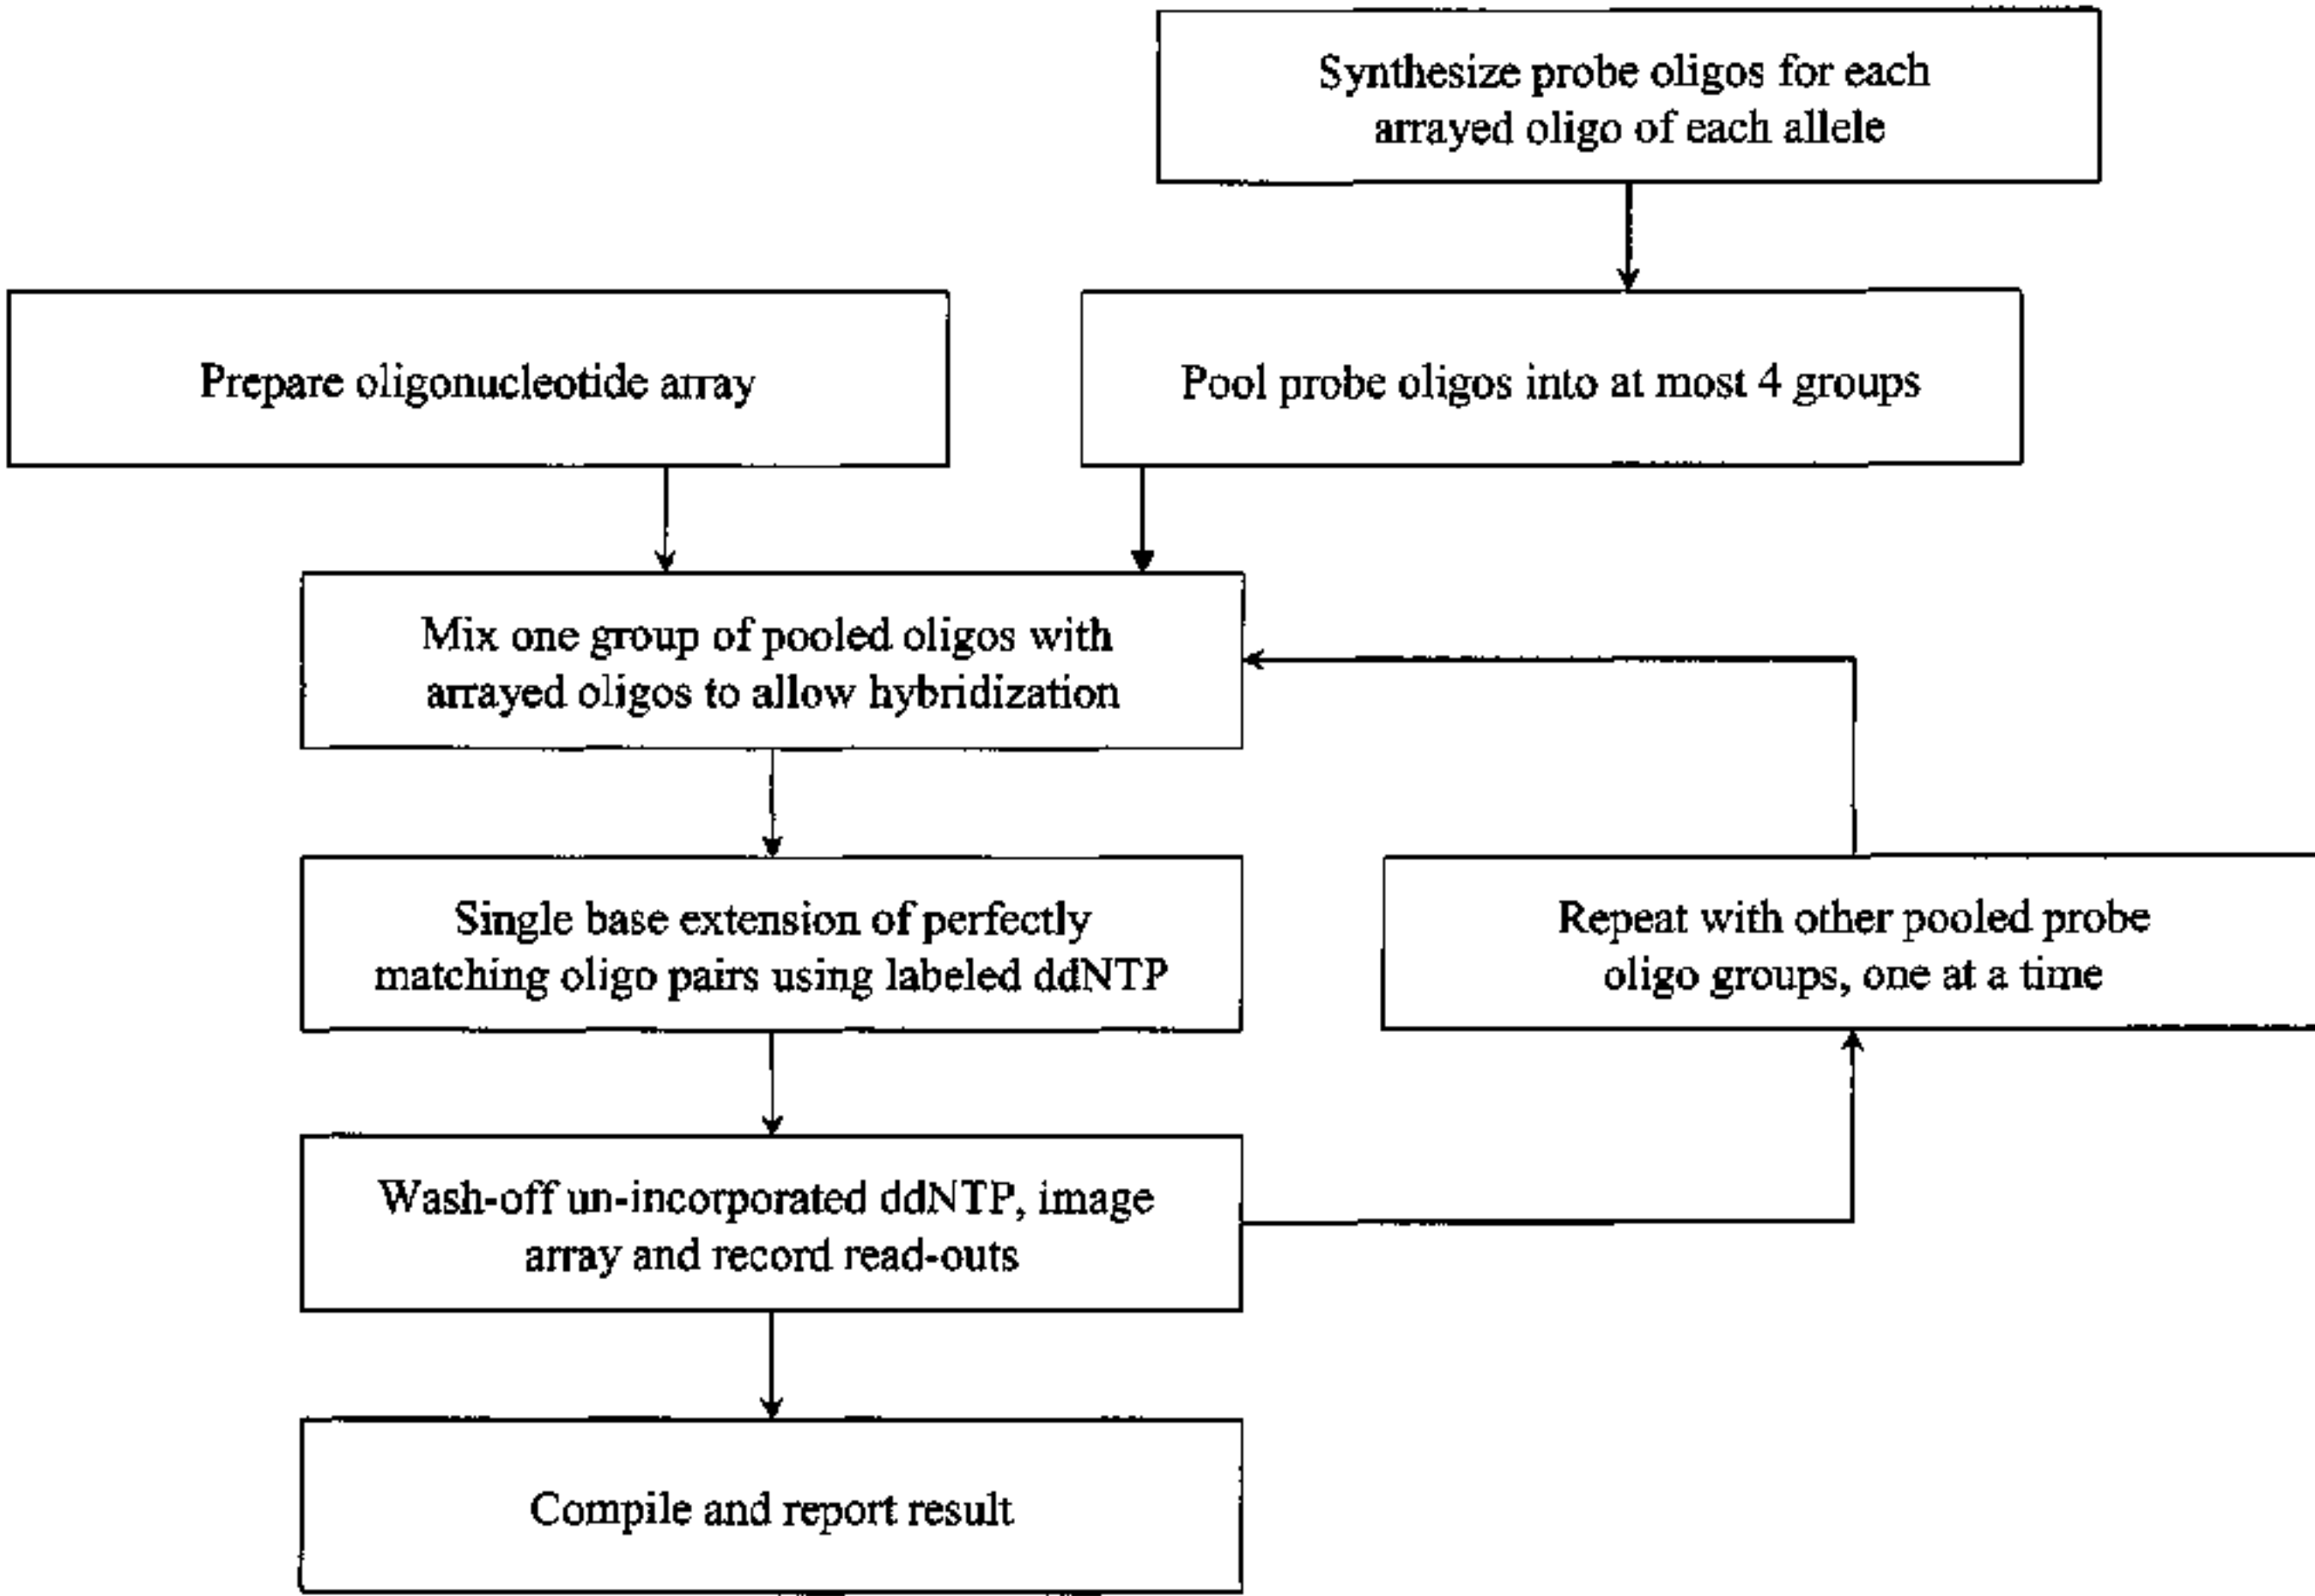 Synthesize probe oligos for each
arrayed oligo of each allele
Prepare oligonucleotide array
Pool probe oligos into at most 4 groups
Mix one group of pooled oligos with
arrayed oligos to allow hybridization
Single base extension of perfectly
matching oligo pairs using labeled ddNTP
Repeat with other pooled probe
oligo groups, one at a time
Wash-off un-incorporated ddNTP, image
array and record read-outs
Compile and report result